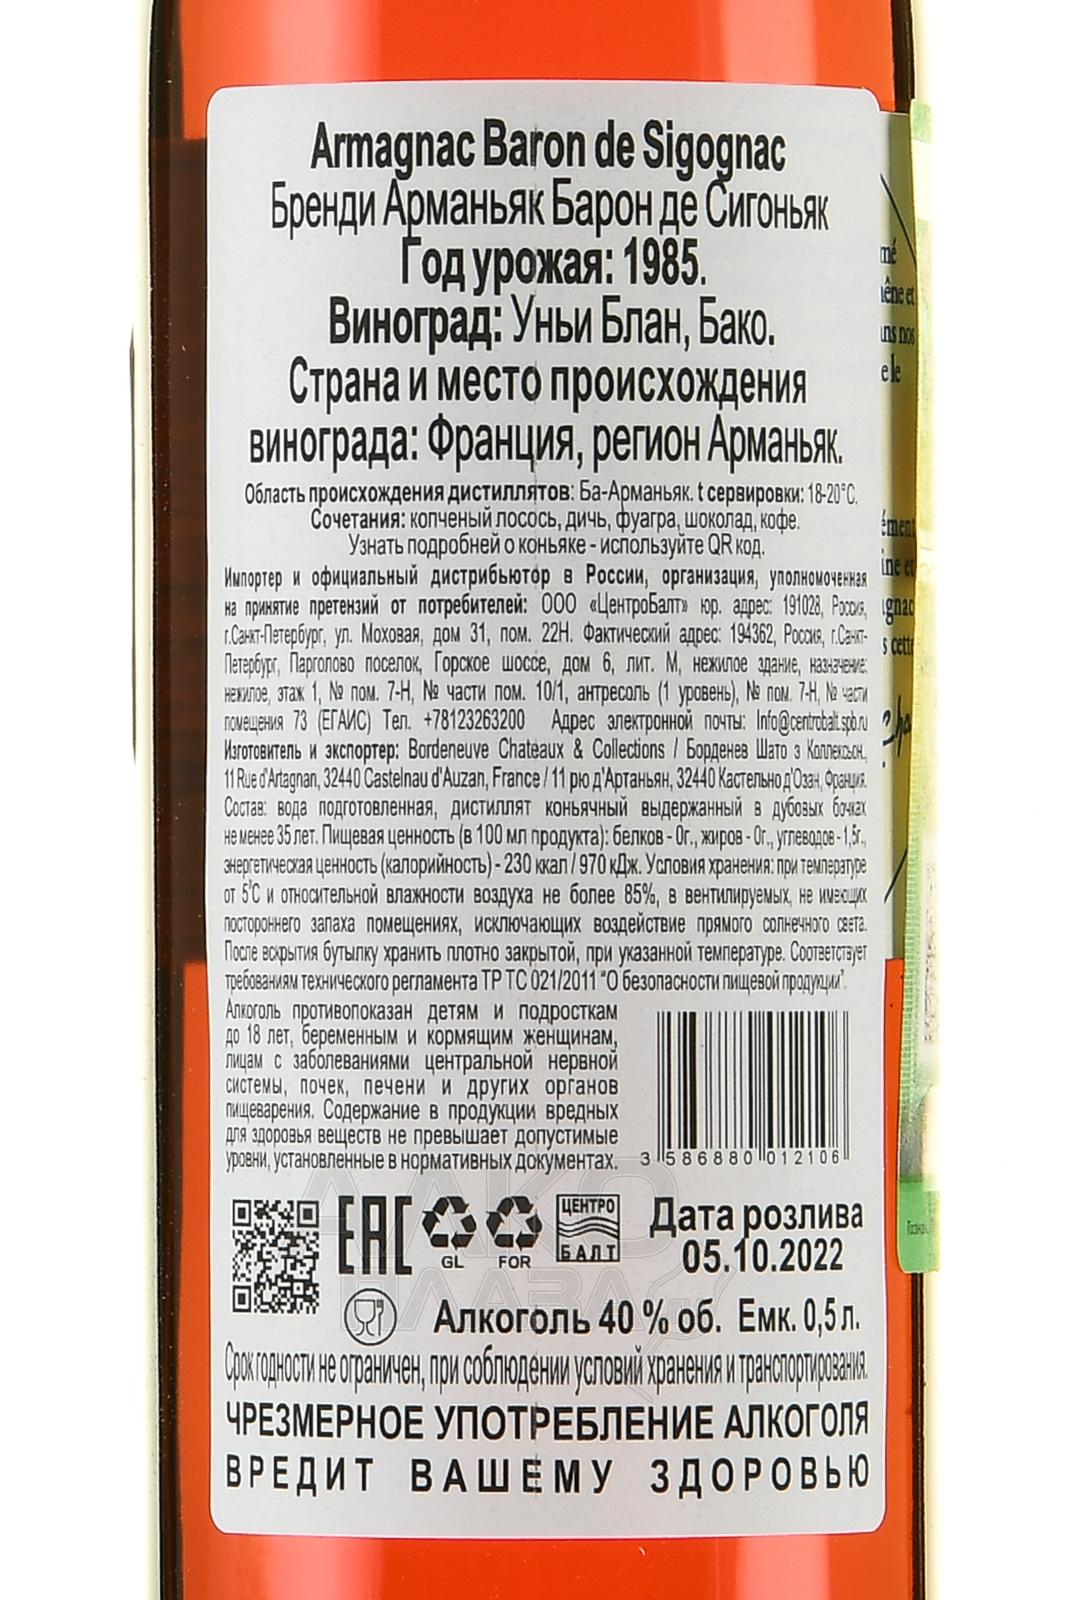 Armagnac Baron de Sigognac
Бренди Арманьяк Барон де Сигоньяк
Год урожая: 1985.
Виноград: Уньи Блан, Бако.
Страна и место происхождения
винограда: Франция, регион Арманьяк.
Область происхождения дистиллятов: Ба-Арманьяк. t сервировки: 18-20°С.
Сочетания: копченый лосось, дичь, фуагра, шоколад, кофе.
Узнать подробней о коньяке - используйте QR код.
Импортер и официальный дистрибьютор в России, организация, уполномоченная
на принятие претензий от потребителей: ООО «ЦентроБалт» юр. адрес: 191028, Россия,
г.Санкт-Петербург, ул. Моховая, дом 31, пом. 22Н. Фактический адрес: 194362, Россия, г.Санкт-
Петербург, Парголово поселок, Горское шоссе, дом 6, лит. М, нежилое здание, назначение:
нежилое, этаж 1, № пом. 7-Н, № части пом. 10/1, антресоль (1 уровень), № пом. 7-Н, № части
помещения 73 (ЕГАИС) Тел. +78123263200 Адрес электронной почты: Info@centrobalt.spb.ru
Изготовитель и экспортер: Bordeneuve Chateaux & Collections / Борденев Шато з Коллексьон.,
11 Rue d'Artagnan, 32440 Castelnau d'Auzan, France / 11 рю д'Артаньян, 32440 Кастельно д'Озан, Франция.
Состав: вода подготовленная, дистиллят коньячный выдержанный в дубовых бочках
не менее 35 лет. Пищевая ценность (в 100 мл продукта): белков - 0г., жиров - 0г., углеводов - 1,5г.,
энергетическая ценность (калорийность) - 230 ккал / 970 кДж. Условия хранения: при температуре
от 5°С и относительной влажности воздуха не более 85%, в вентилируемых, не имеющих
постороннего запаха помещениях, исключающих воздействие прямого солнечного света.
После вскрытия бутылку хранить плотно закрытой, при указанной температуре. Соответствует
требованиям технического регламента ТР ТС 021/2011 "О безопасности пищевой продукции".
Алкоголь противопоказан детям и подросткам
до 18 лет, беременным и кормящим женщинам,
лицам с заболеваниями центральной нервной
системы, почек, печени и других органов
пищеварения. Содержание в продукции вредных
для здоровья веществ не превышает допустимые
уровни, установленные в нормативных документах.
3 586880 012106
EAC
GL
FOR
ЦЕНТРО
БАЛТ
Дата розлива
05.10.2022
Алкоголь 40 % об. Емк. 0,5 л.
Срок годности не ограничен, при соблюдении условий хранения и транспортирования.
ЧРЕЗМЕРНОЕ УПОТРЕБЛЕНИЕ АЛКОГОЛЯ
ВРЕДИТ ВАШЕМУ ЗДОРОВЬЮ